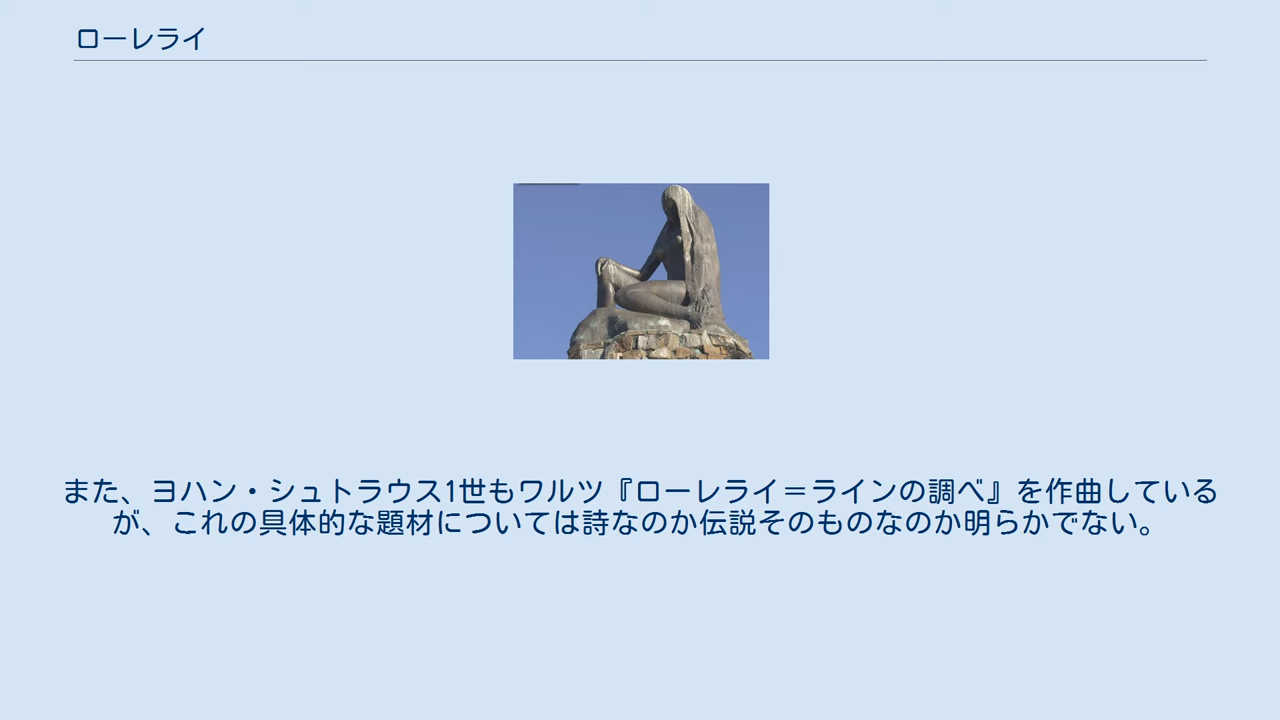 ローレライ
また、ヨハン・シュトラウス1世もワルツ『ローレライ＝ラインの調べ』を作曲している
が、これの具体的な題材については詩なのか伝説そのものなのか明らかでない。